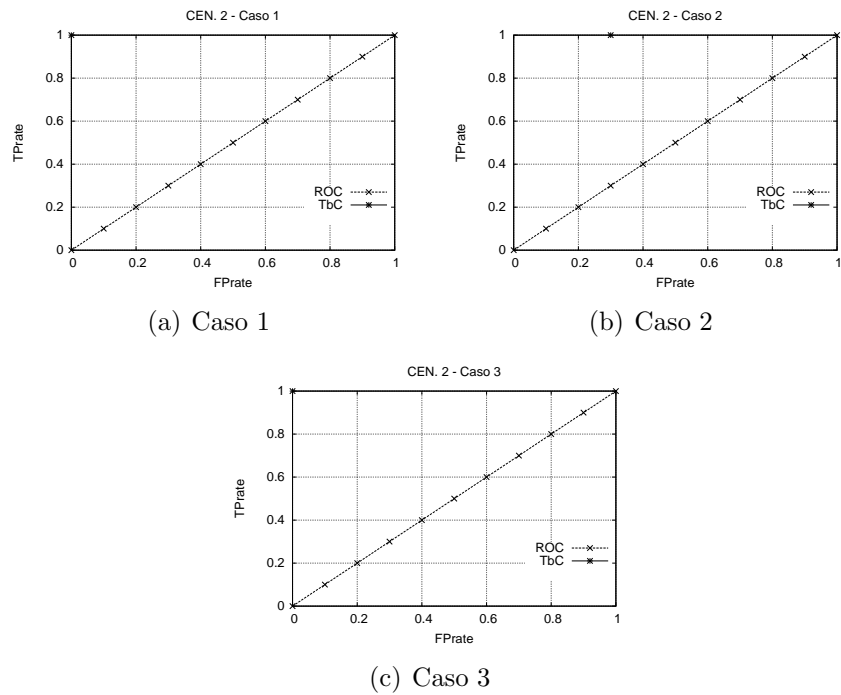 CEN. 2 - Caso 1
1
0.8
0.6
0.4
0.2
0
TPrate
ROC
TbC
0 0.2 0.4 0.6 0.8 1
FPrate
(a) Caso 1
CEN. 2 - Caso 2
1
0.8
0.6
0.4
0.2
0
TPrate
ROC
TbC
0 0.2 0.4 0.6 0.8 1
FPrate
(b) Caso 2
CEN. 2 - Caso 3
1
0.8
0.6
0.4
0.2
0
TPrate
ROC
TbC
0 0.2 0.4 0.6 0.8 1
FPrate
(c) Caso 3